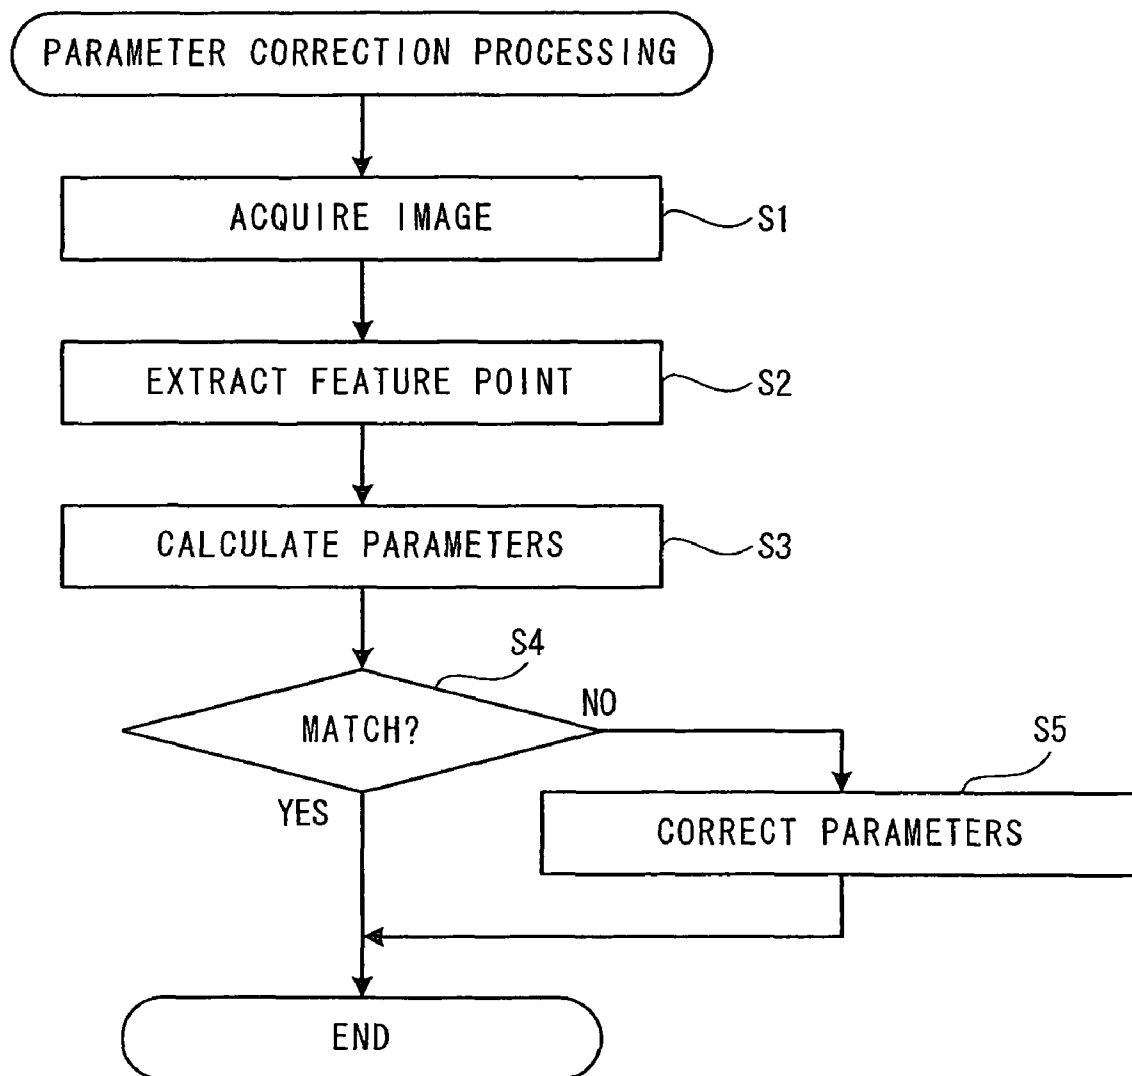 PARAMETER CORRECTION PROCESSING
ACQUIRE IMAGE
S1
EXTRACT FEATURE POINT
S2
CALCULATE PARAMETERS
S3
S4
MATCH?
NO
YES
S5
CORRECT PARAMETERS
END